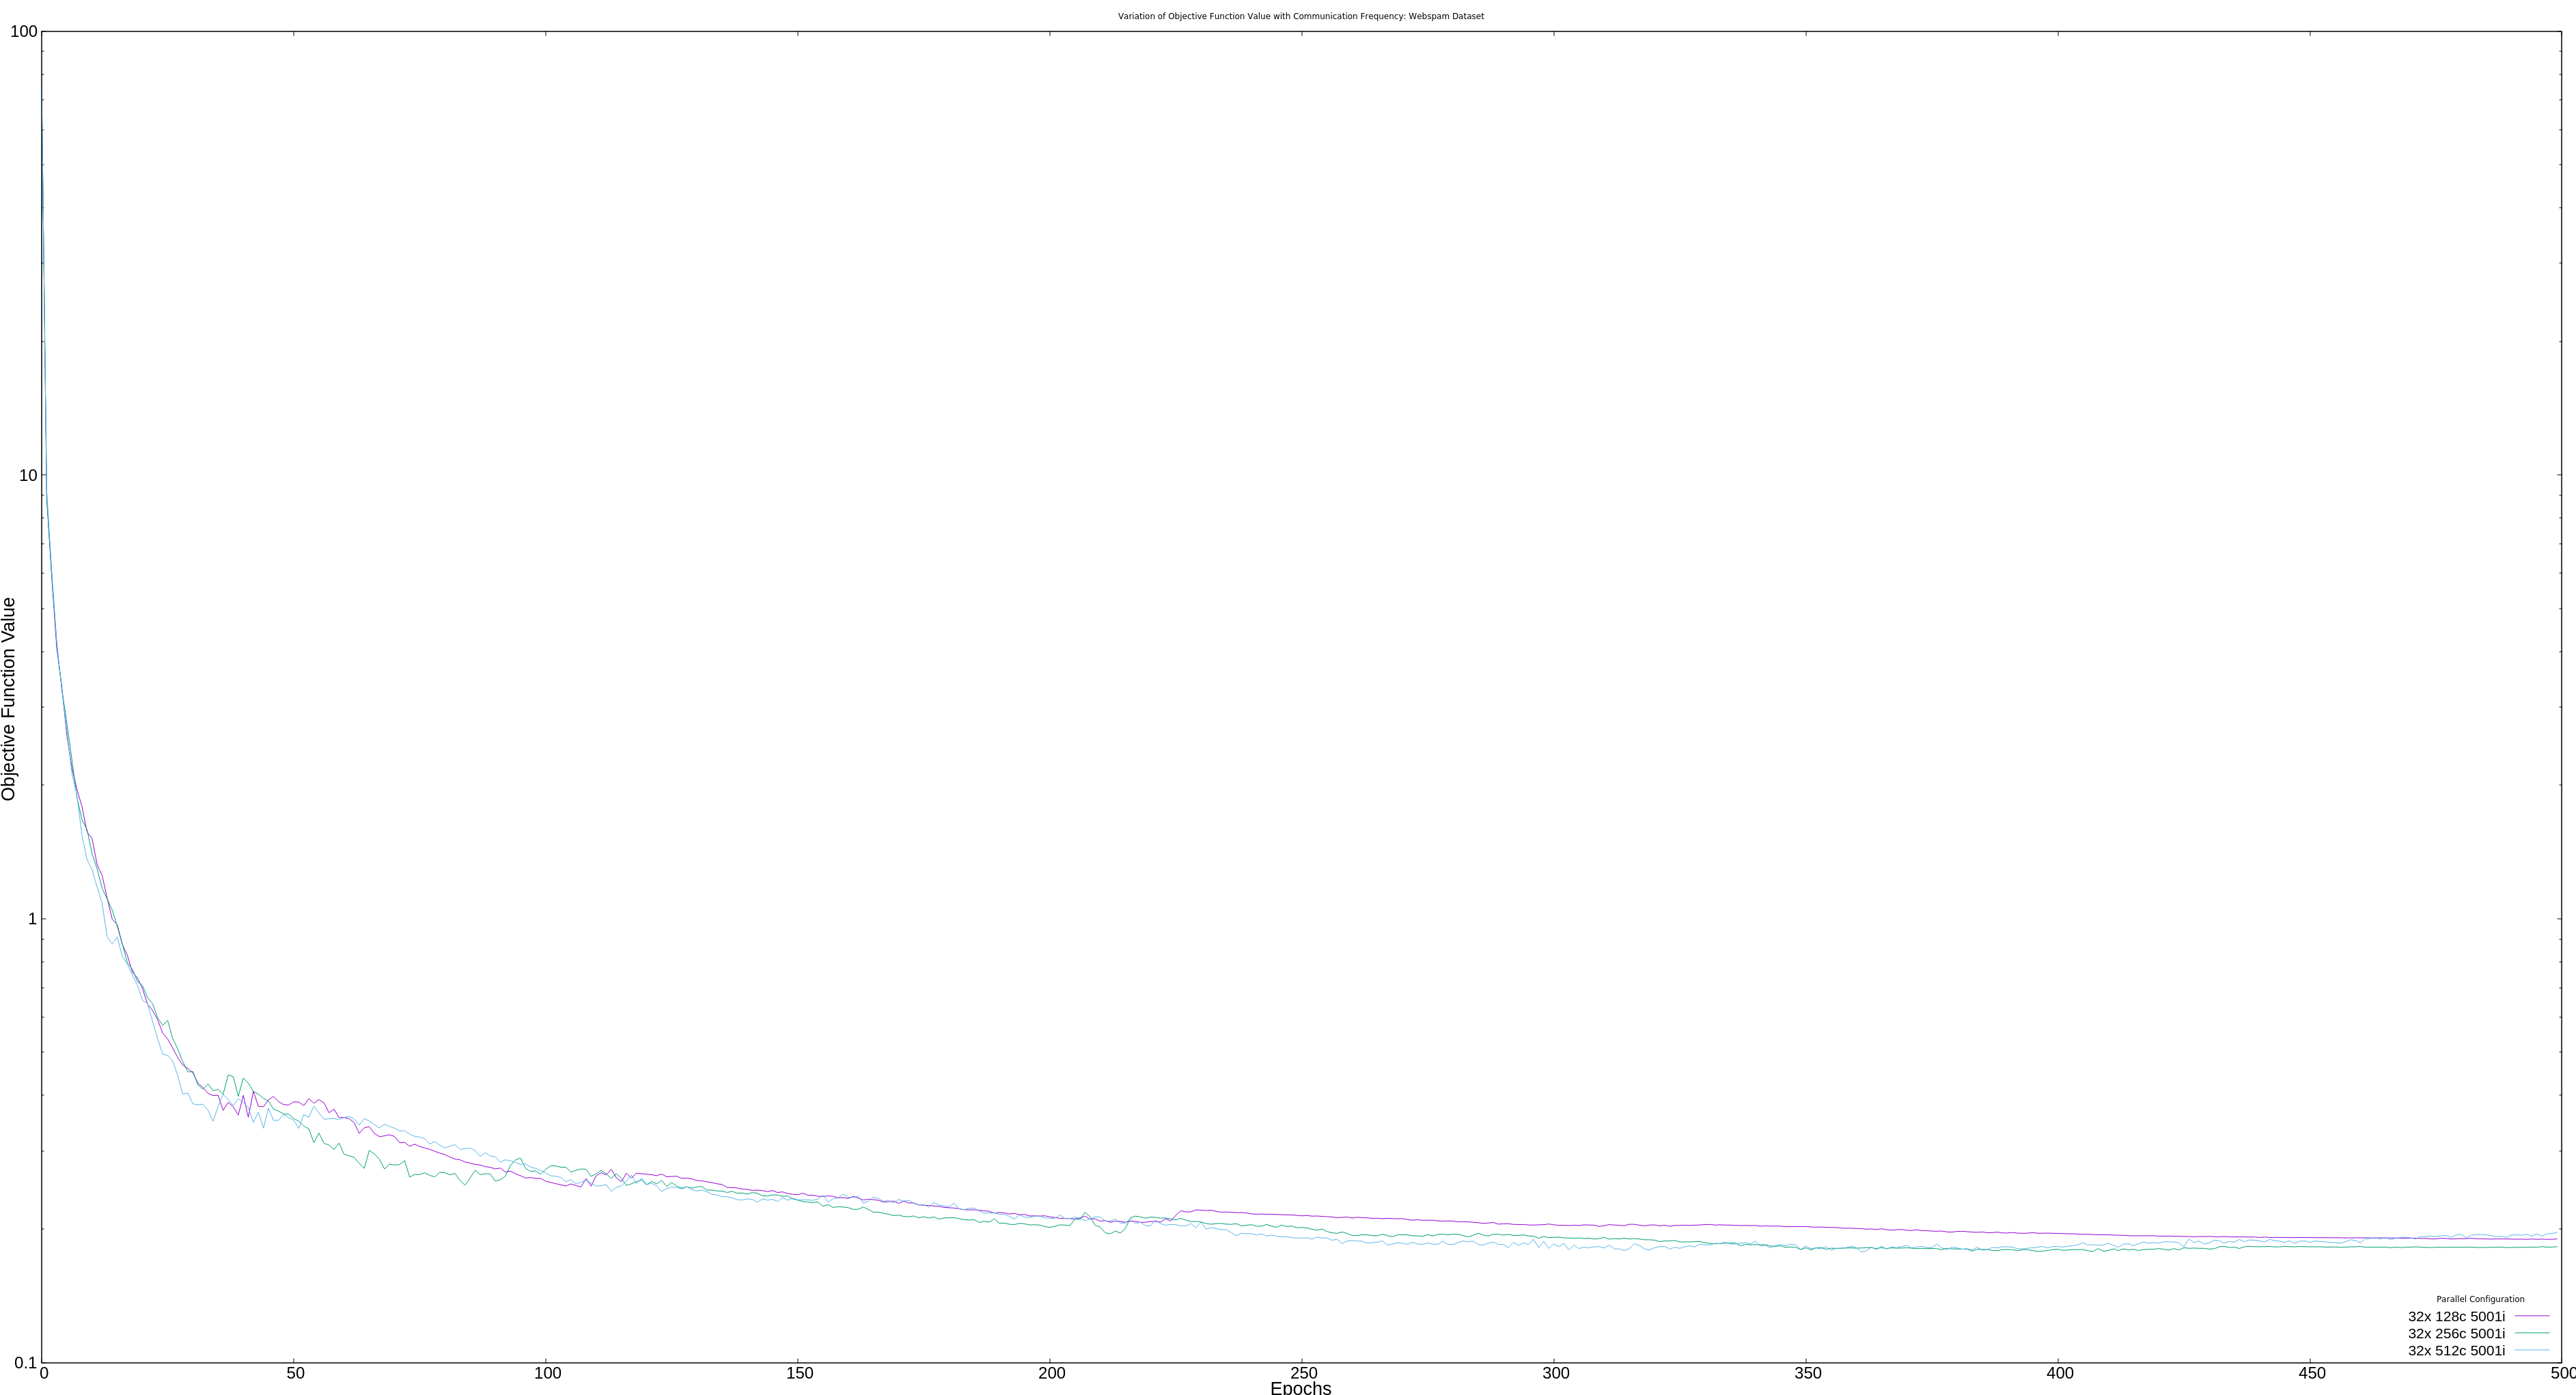 Variation of Objective Function Value with Communication Frequency: Webspam Dataset
100
10
1
0.1
Objective Function Value
0 50 100 150 200 250 300 350 400 450 500
Epochs
Parallel Configuration
32x 128c 5001i
32x 256c 5001i
32x 512c 5001i